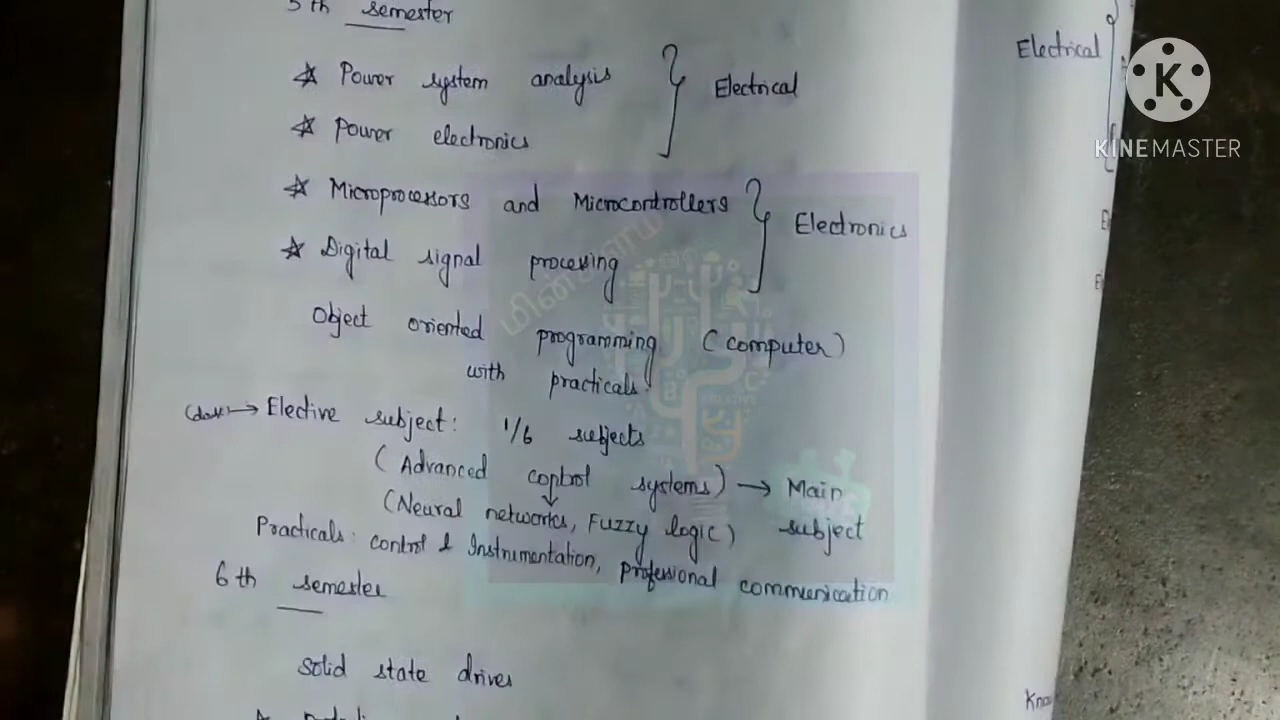 5th semester
☆ Power system analysis
Electrical
☆ Power electronics
☆ Microprocessors and Microcontrollers
Electronics
☆ Digital signal processing
Object oriented programming (computer)
with practicals.
→ Elective subject: 1/6 subjects
(Advanced control systems) → Main
(Neural networks, Fuzzy logic) subject
Practicals: control & Instrumentation, profesional communication
6th semester
solid state drives
Electrical
K
KINEMASTER
மின்சாரம்